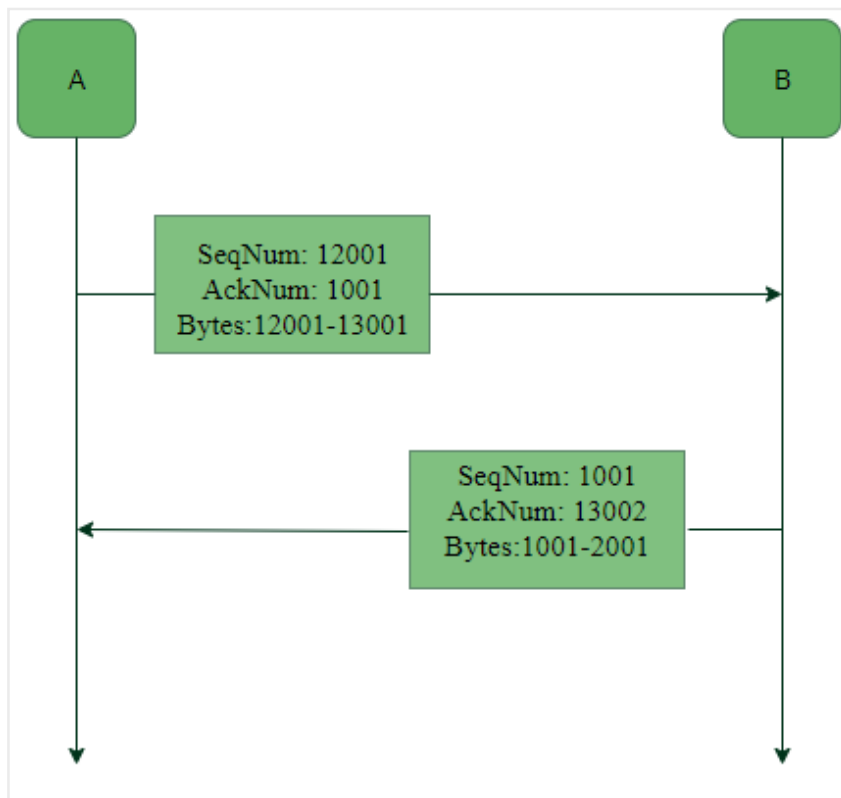 A
B
SeqNum: 12001
AckNum: 1001
Bytes:12001-13001
SeqNum: 1001
AckNum: 13002
Bytes:1001-2001